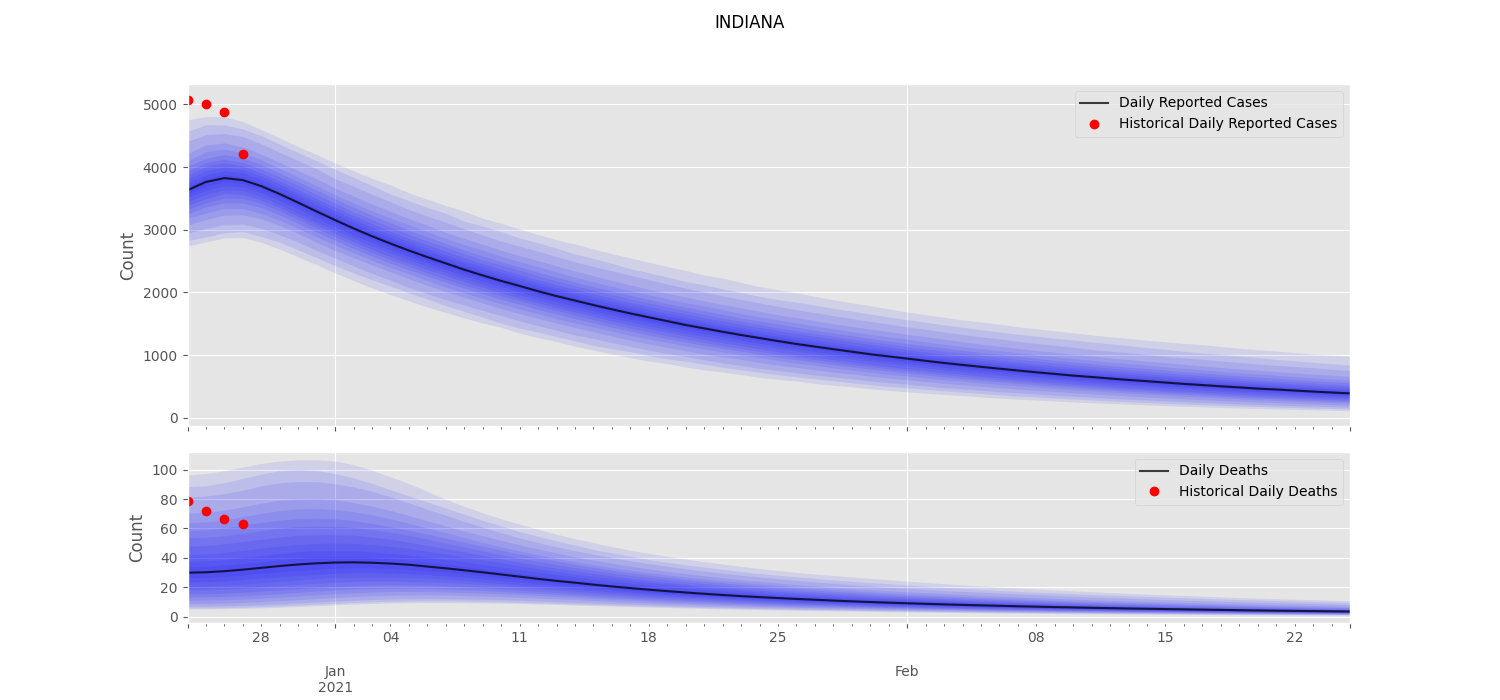 INDIANA
Count
5000
4000
3000
2000
1000
0
Daily Reported Cases
Historical Daily Reported Cases
Count
100
80
60
40
20
0
Daily Deaths
Historical Daily Deaths
28 04 11 18 25 08 15 22
Jan Feb
2021